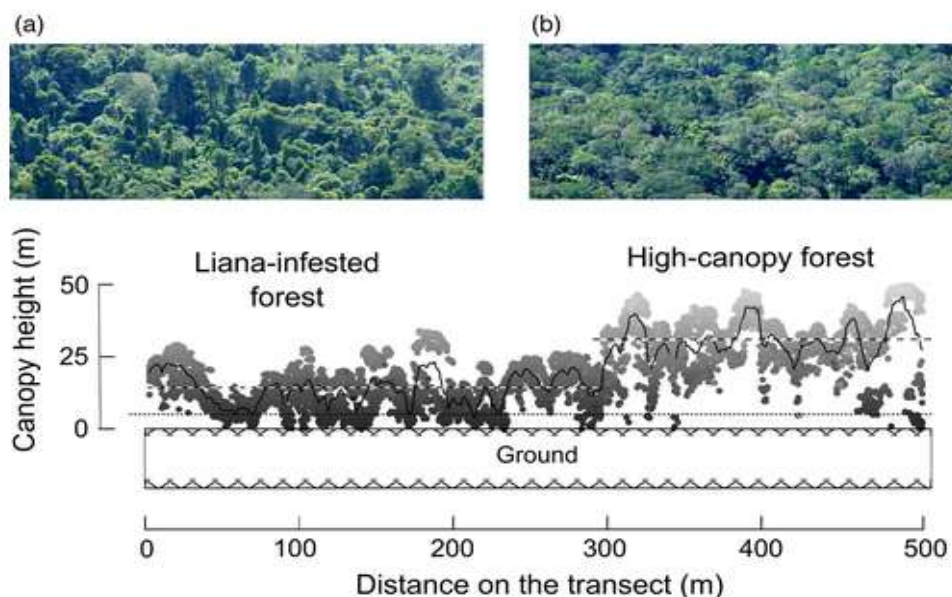 (a)
(b)
Canopy height (m)
Liana-infested
forest
High-canopy forest
50
25
0
Ground
0 100 200 300 400 500
Distance on the transect (m)